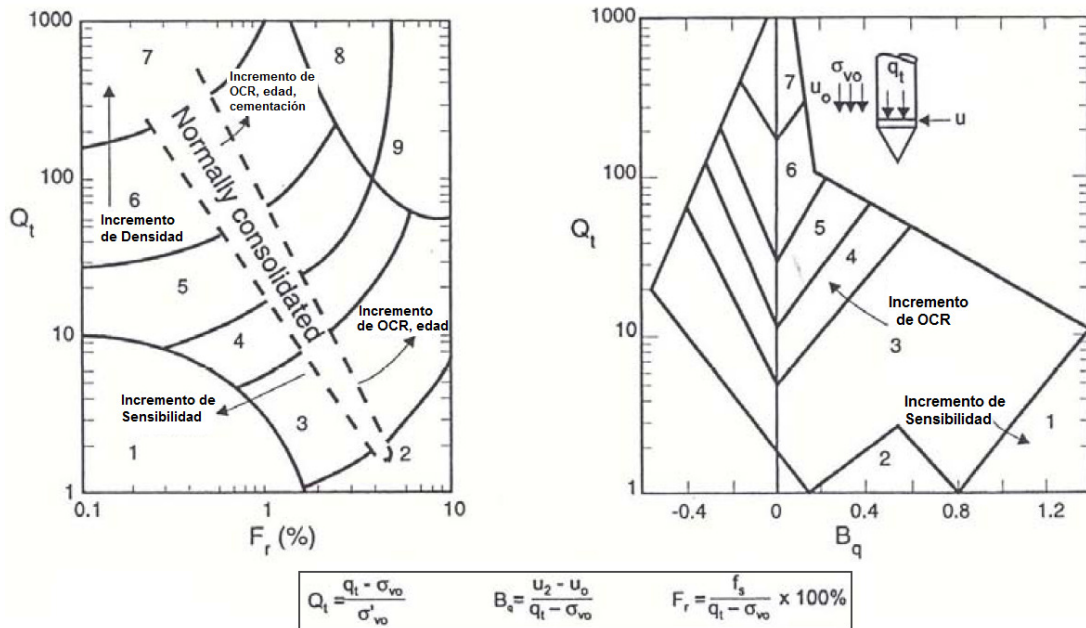 1000
7
8
Incremento de
OCR, edad,
cementación
9
100
Qt
6
Incremento
de Densidad
Normally consolidated
5
10
4
Incremento
de OCR, edad
Incremento de
Sensibilidad
3
1
2
1
0.1
1
10
Fr (%)
1000
7
σvo
qt
uo
u
6
100
Qt
5
4
Incremento
de OCR
10
3
Incremento de
Sensibilidad
1
2
1
-0.4
0
0.4
0.8
1.2
Bq
Qt = qt - σvo / σ'vo
Bq = u2 - uo / qt - σvo
Fr = fs / qt - σvo x 100%